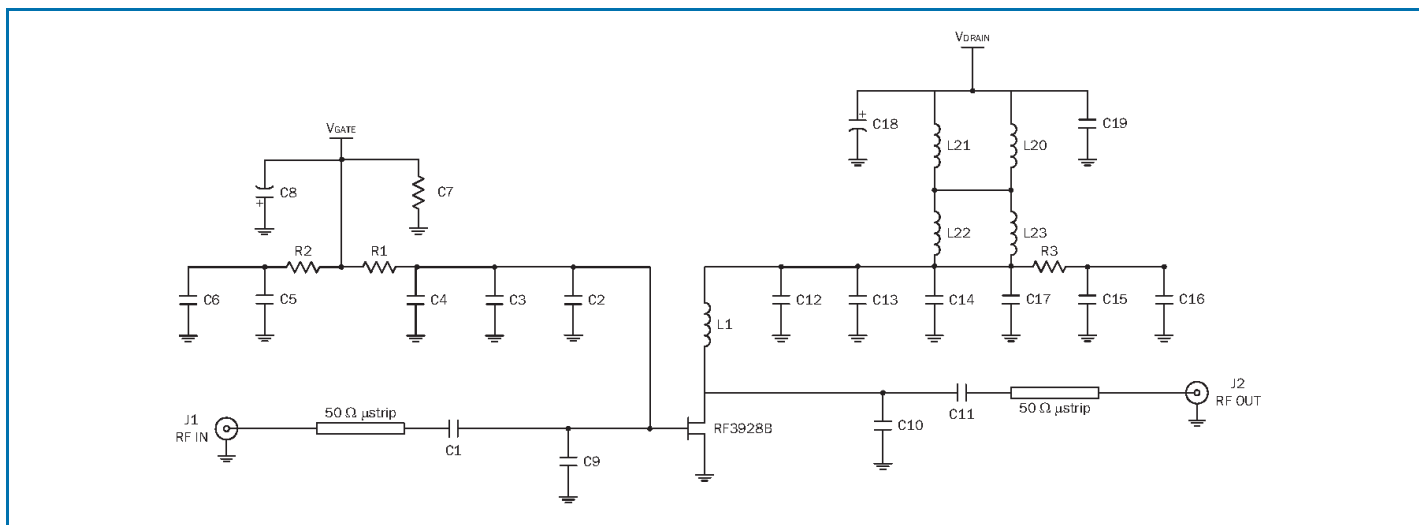 VDRAIN
C18
L21
L20
C19
VGATE
C8
+
C7
+
L22
L23
R2
R1
R3
C6
C5
C4
C3
C2
C12
C13
C14
C17
C15
C16
L1
J1
RF IN
50 Ω µstrip
C1
C9
RF3928B
C10
C11
50 Ω µstrip
J2
RF OUT